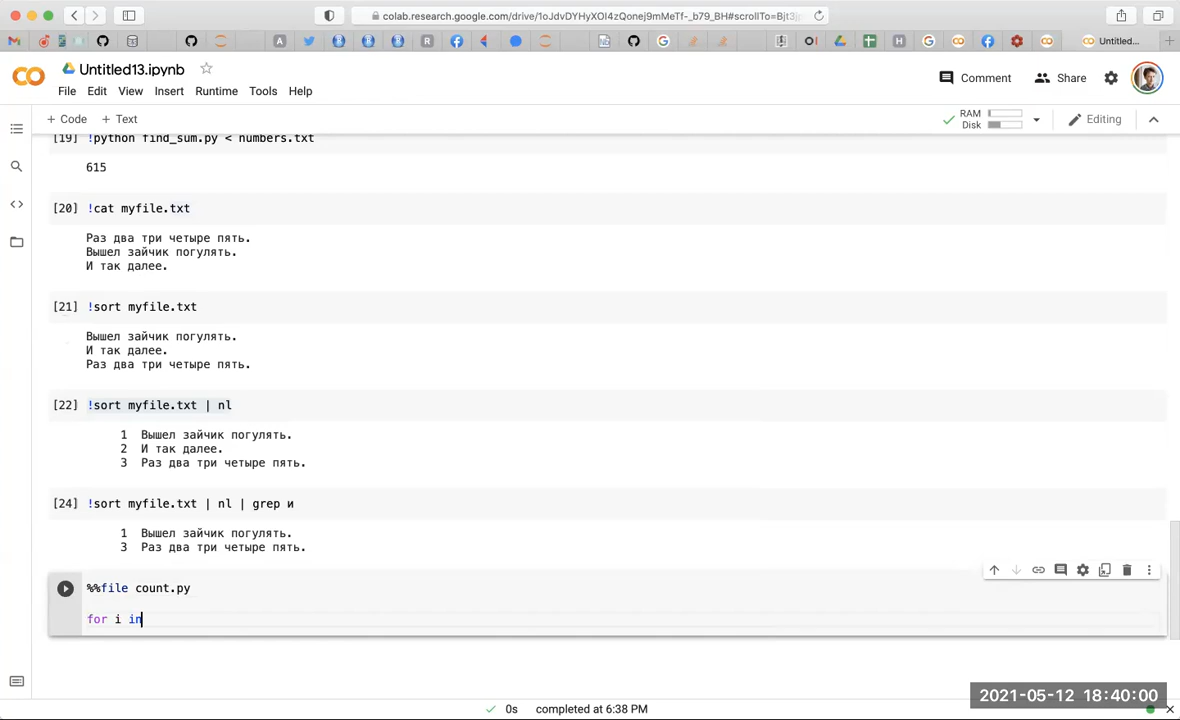 colab.research.google.com/drive/1oJdvDYHyXOI4zQonej9mMeTf-_b79_BH#scrollTo=Bjt3j
Untitled...
Untitled13.ipynb
Comment
Share
File Edit View Insert Runtime Tools Help
+ Code + Text
RAM
Disk
Editing
[19] !python find_sum.py < numbers.txt
615
[20] !cat myfile.txt
Раз два три четыре пять.
Вышел зайчик погулять.
И так далее.
[21] !sort myfile.txt
Вышел зайчик погулять.
И так далее.
Раз два три четыре пять.
[22] !sort myfile.txt | nl
1 Вышел зайчик погулять.
2 И так далее.
3 Раз два три четыре пять.
[24] !sort myfile.txt | nl | grep и
1 Вышел зайчик погулять.
3 Раз два три четыре пять.
%%file count.py
for i in
2021-05-12 18:40:00
0s completed at 6:38 PM